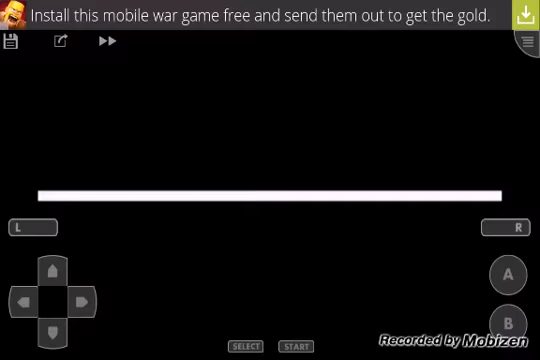 Install this mobile war game free and send them out to get the gold.
L
R
A
B
SELECT
START
Recorded by Mobizen